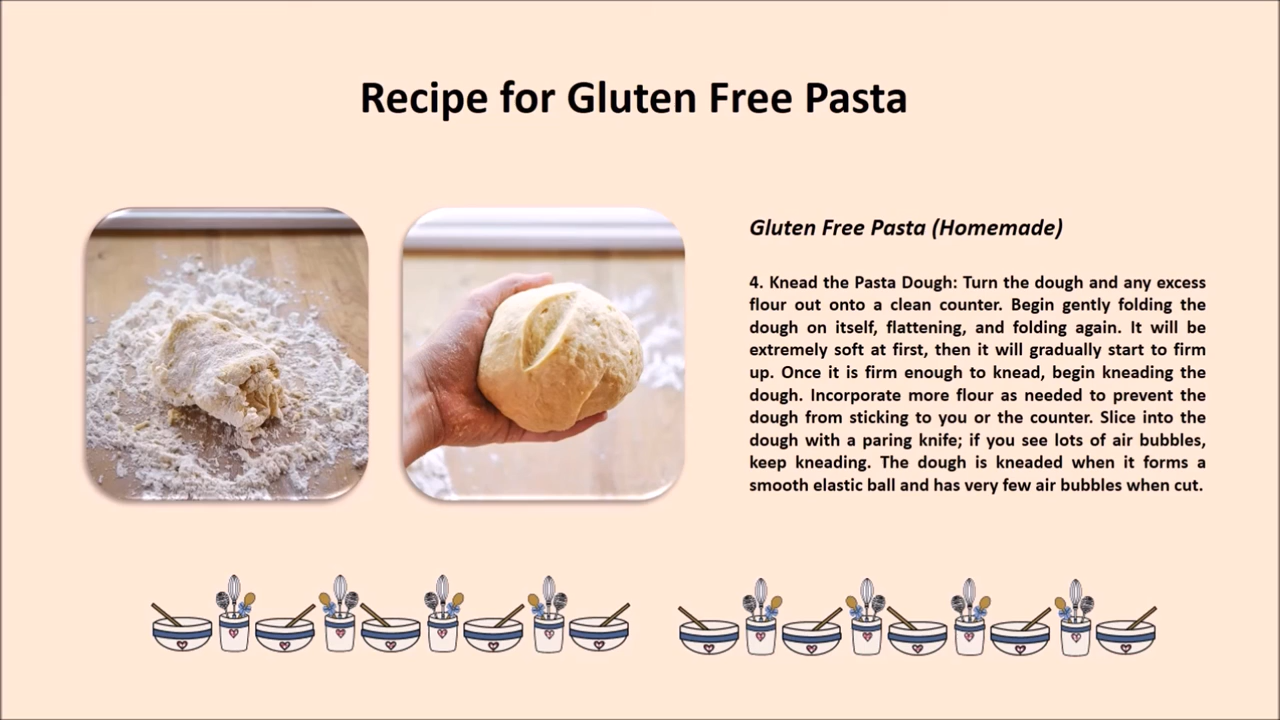 Recipe for Gluten Free Pasta
Gluten Free Pasta (Homemade)
4. Knead the Pasta Dough: Turn the dough and any excess
flour out onto a clean counter. Begin gently folding the
dough on itself, flattening, and folding again. It will be
extremely soft at first, then it will gradually start to firm
up. Once it is firm enough to knead, begin kneading the
dough. Incorporate more flour as needed to prevent the
dough from sticking to you or the counter. Slice into the
dough with a paring knife; if you see lots of air bubbles,
keep kneading. The dough is kneaded when it forms a
smooth elastic ball and has very few air bubbles when cut.